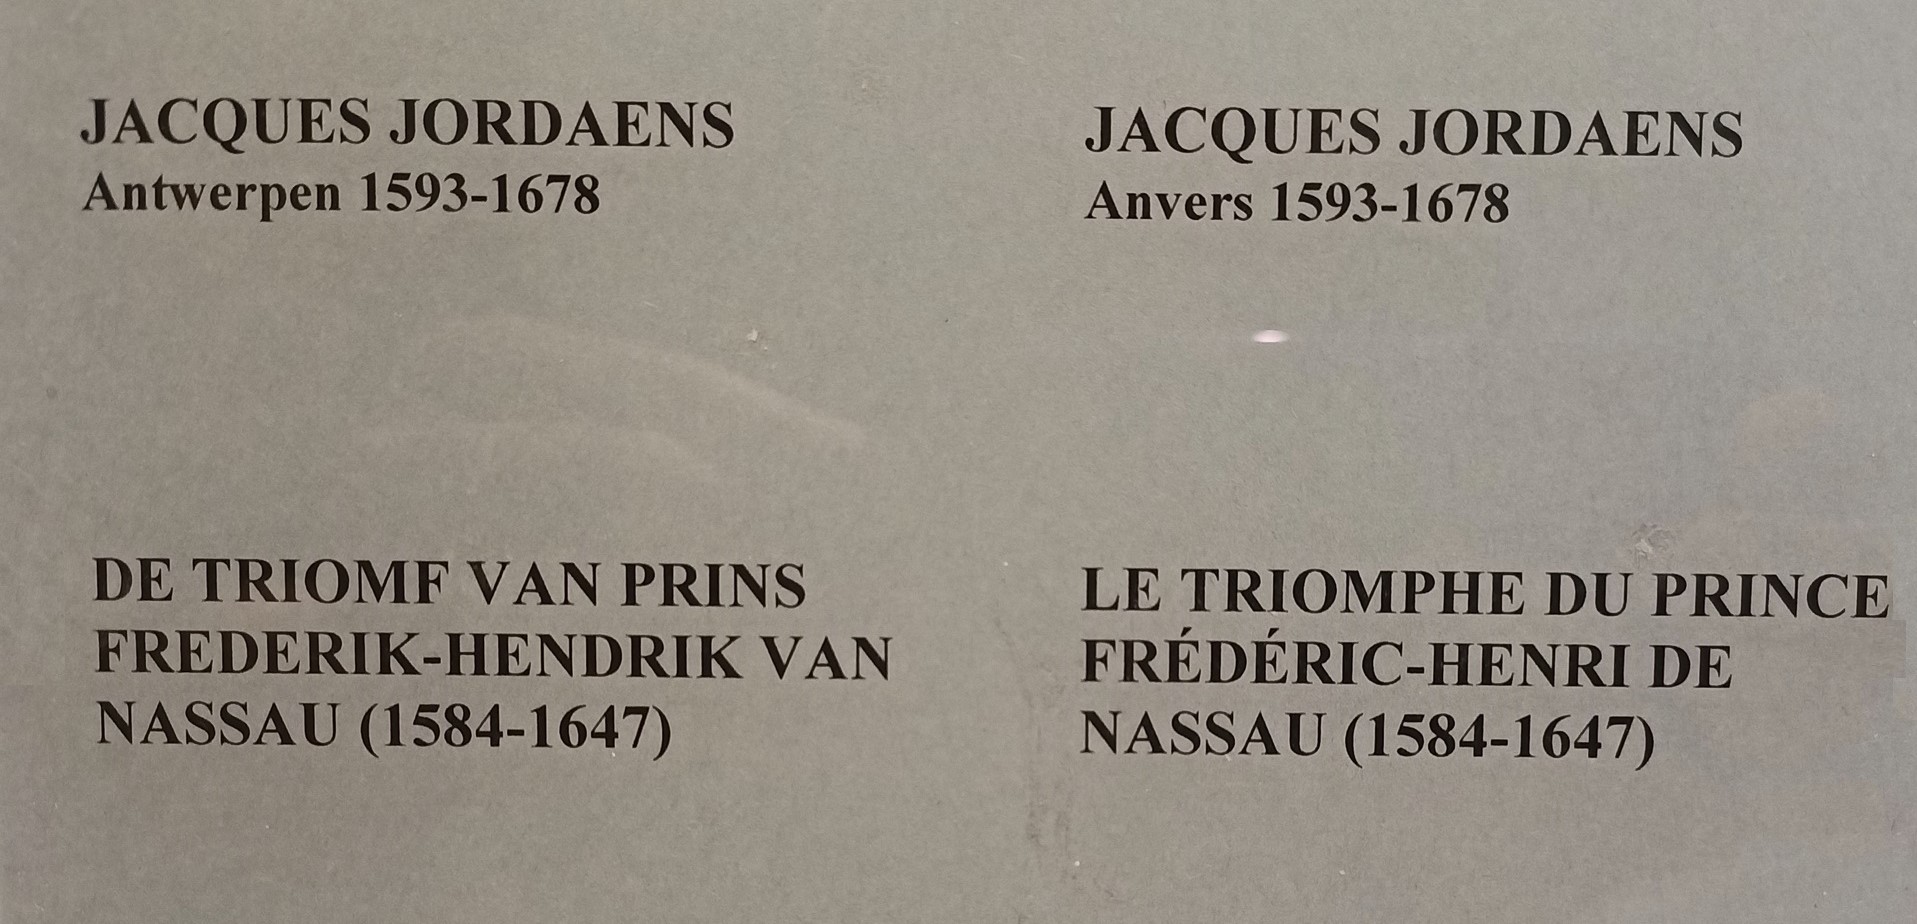 JACQUES JORDAENS
Antwerpen 1593-1678
DE TRIOMF VAN PRINS
FREDERIK-HENDRIK VAN
NASSAU (1584-1647)
JACQUES JORDAENS
Anvers 1593-1678
LE TRIOMPHE DU PRINCE
FRÉDÉRIC-HENRI DE
NASSAU (1584-1647)